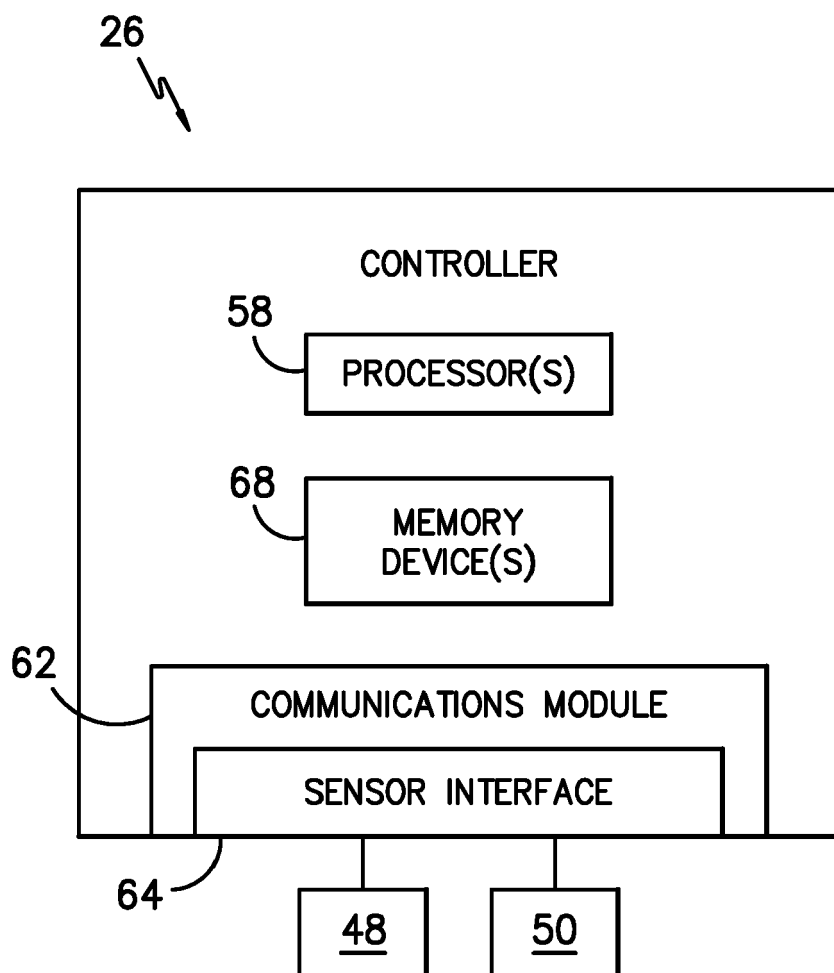 26
CONTROLLER
58
PROCESSOR(S)
68
MEMORY
DEVICE(S)
62
COMMUNICATIONS MODULE
SENSOR INTERFACE
64
48
50